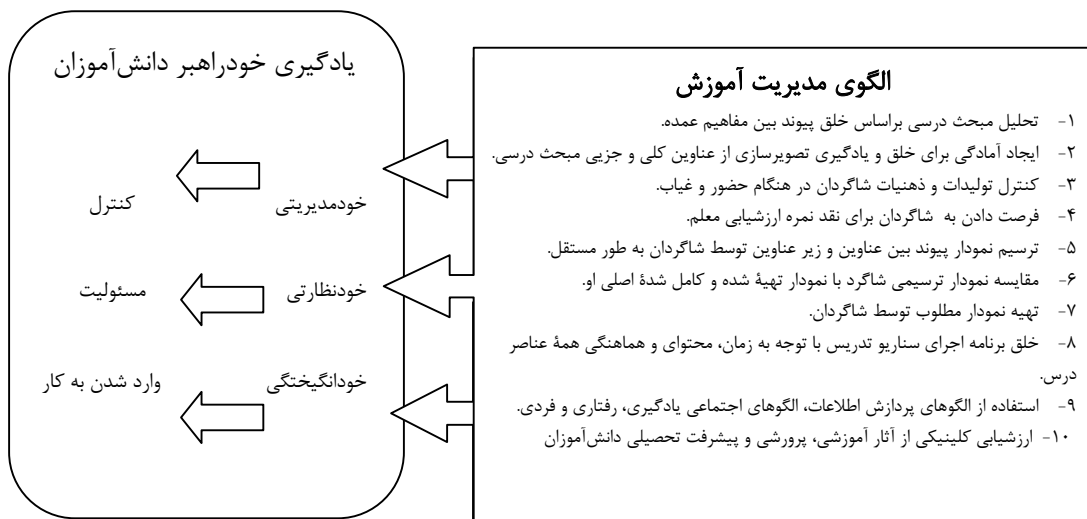 الگوی مدیریت آموزش
۱- تحلیل مبحث درسی براساس خلق پیوند بین مفاهیم عمده.
۲- ایجاد آمادگی برای خلق و یادگیری تصویرسازی از عناوین کلی و جزیی مبحث درسی.
۳- کنترل تولیدات و ذهنیات شاگردان در هنگام حضور و غیاب.
۴- فرصت دادن به شاگردان برای نقد نمره ارزشیابی معلم.
۵- ترسیم نمودار پیوند بین عناوین و زیر عناوین توسط شاگردان به طور مستقل.
۶- مقایسه نمودار ترسیمی شاگرد با نمودار تهیۀ شده و کامل شدۀ اصلی او.
۷- تهیه نمودار مطلوب توسط شاگردان.
۸- خلق برنامه اجرای سناریو تدریس با توجه به زمان، محتوای و هماهنگی همۀ عناصر
درس.
۹- استفاده از الگوهای پردازش اطلاعات، الگوهای اجتماعی یادگیری، رفتاری و فردی.
۱۰- ارزشیابی کلینیکی از آثار آموزشی، پرورشی و پیشرفت تحصیلی دانش‌آموزان
یادگیری خودراهبر دانش‌آموزان
خودمدیریتی
کنترل
خودنظارتی
مسئولیت
خودانگیختگی
وارد شدن به کار